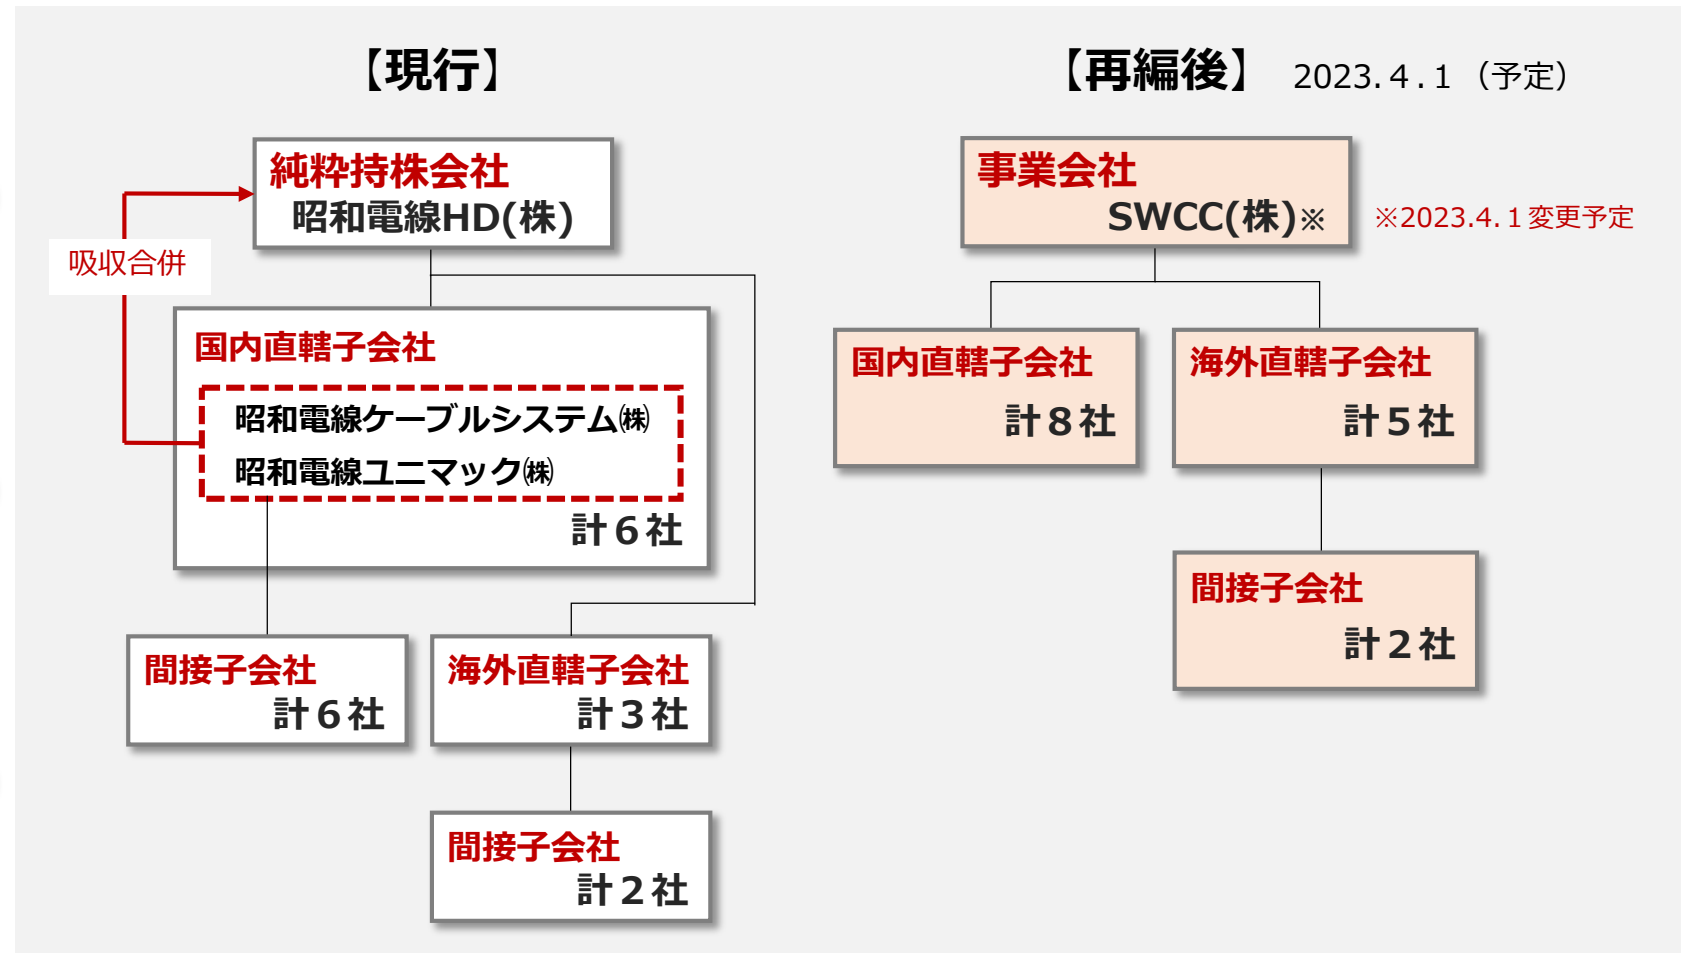 【現行】
純粋持株会社
昭和電線HD(株)
吸収合併
国内直轄子会社
昭和電線ケーブルシステム㈱
昭和電線ユニマック㈱
計６社
間接子会社
計６社
海外直轄子会社
計３社
間接子会社
計２社
【再編後】 2023.４.１（予定）
事業会社
SWCC(株)※
※2023.4.１変更予定
国内直轄子会社
計８社
海外直轄子会社
計５社
間接子会社
計２社